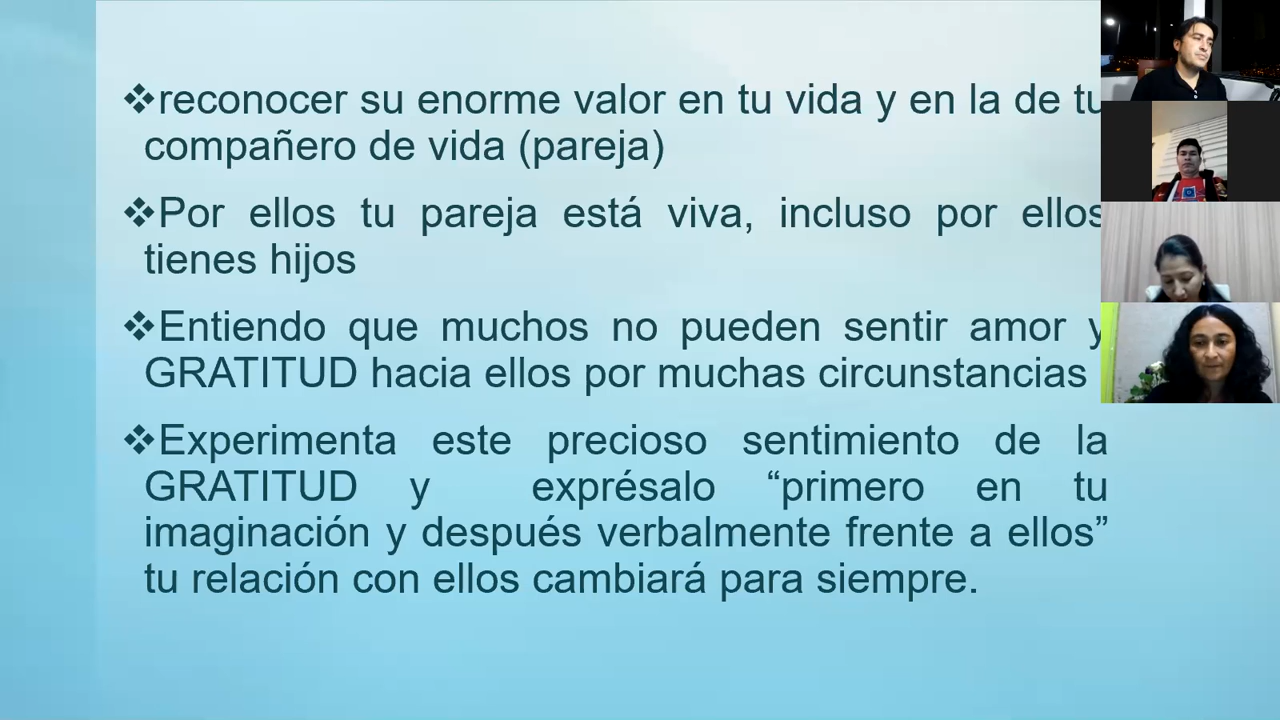 ❖reconocer su enorme valor en tu vida y en la de tu
compañero de vida (pareja)
❖Por ellos tu pareja está viva, incluso por ellos
tienes hijos
❖Entiendo que muchos no pueden sentir amor y
GRATITUD hacia ellos por muchas circunstancias
❖Experimenta este precioso sentimiento de la
GRATITUD y exprésalo “primero en tu
imaginación y después verbalmente frente a ellos”
tu relación con ellos cambiará para siempre.